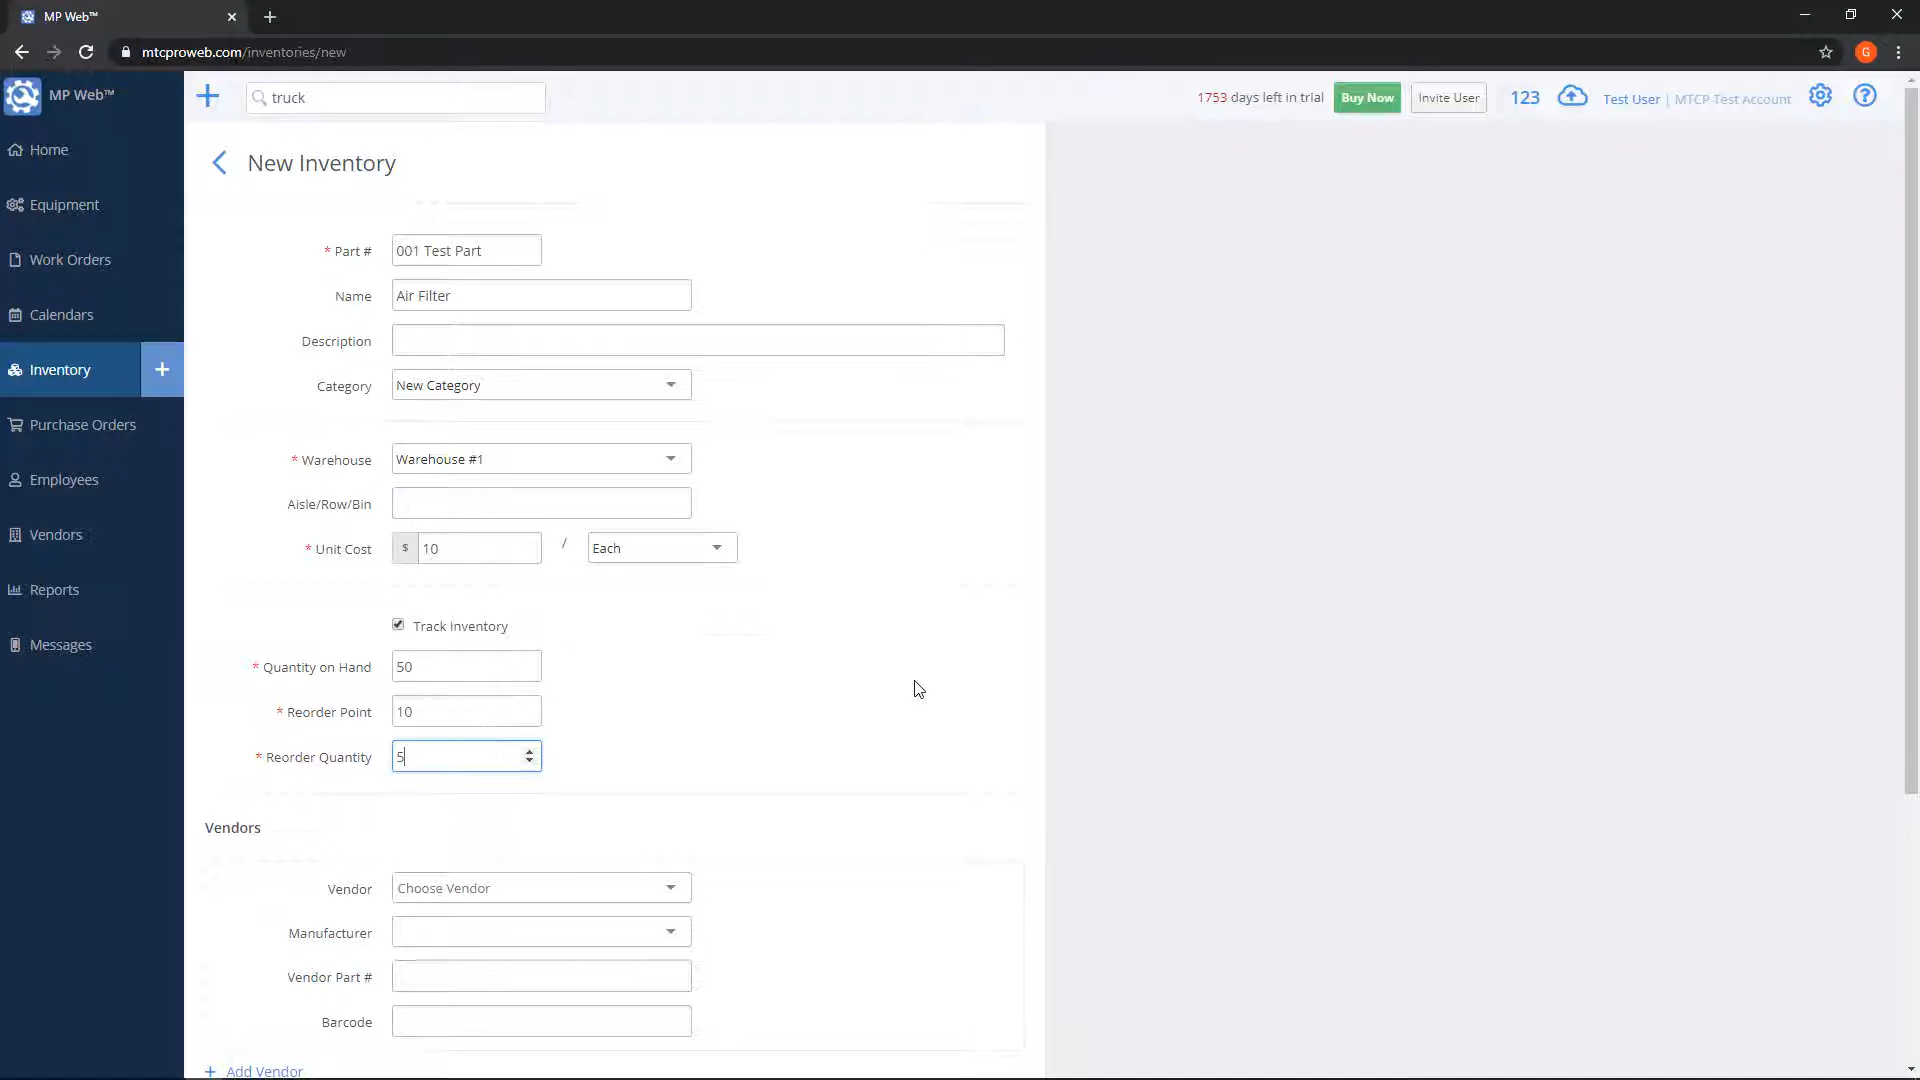 MP Web™
mtcproweb.com/inventories/new
G
MP Web™
truck
1753 days left in trial
Buy Now
Invite User
123
Test User | MTCP Test Account
Home
Equipment
Work Orders
Calendars
Inventory
Purchase Orders
Employees
Vendors
Reports
Messages
New Inventory
* Part # 001 Test Part
Name Air Filter
Description
Category New Category
* Warehouse Warehouse #1
Aisle/Row/Bin
* Unit Cost $ 10 / Each
Track Inventory
* Quantity on Hand 50
* Reorder Point 10
* Reorder Quantity 5
Vendors
Vendor Choose Vendor
Manufacturer
Vendor Part #
Barcode
+ Add Vendor